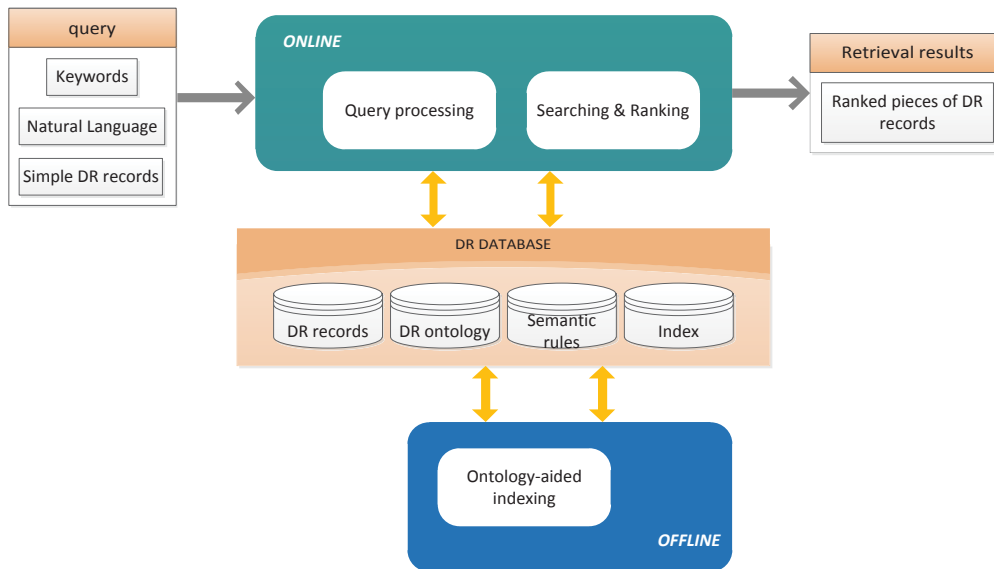 query
Keywords
Natural Language
Simple DR records
ONLINE
Query processing
Searching & Ranking
Retrieval results
Ranked pieces of DR
records
DR DATABASE
DR records
DR ontology
Semantic
rules
Index
Ontology-aided
indexing
OFFLINE